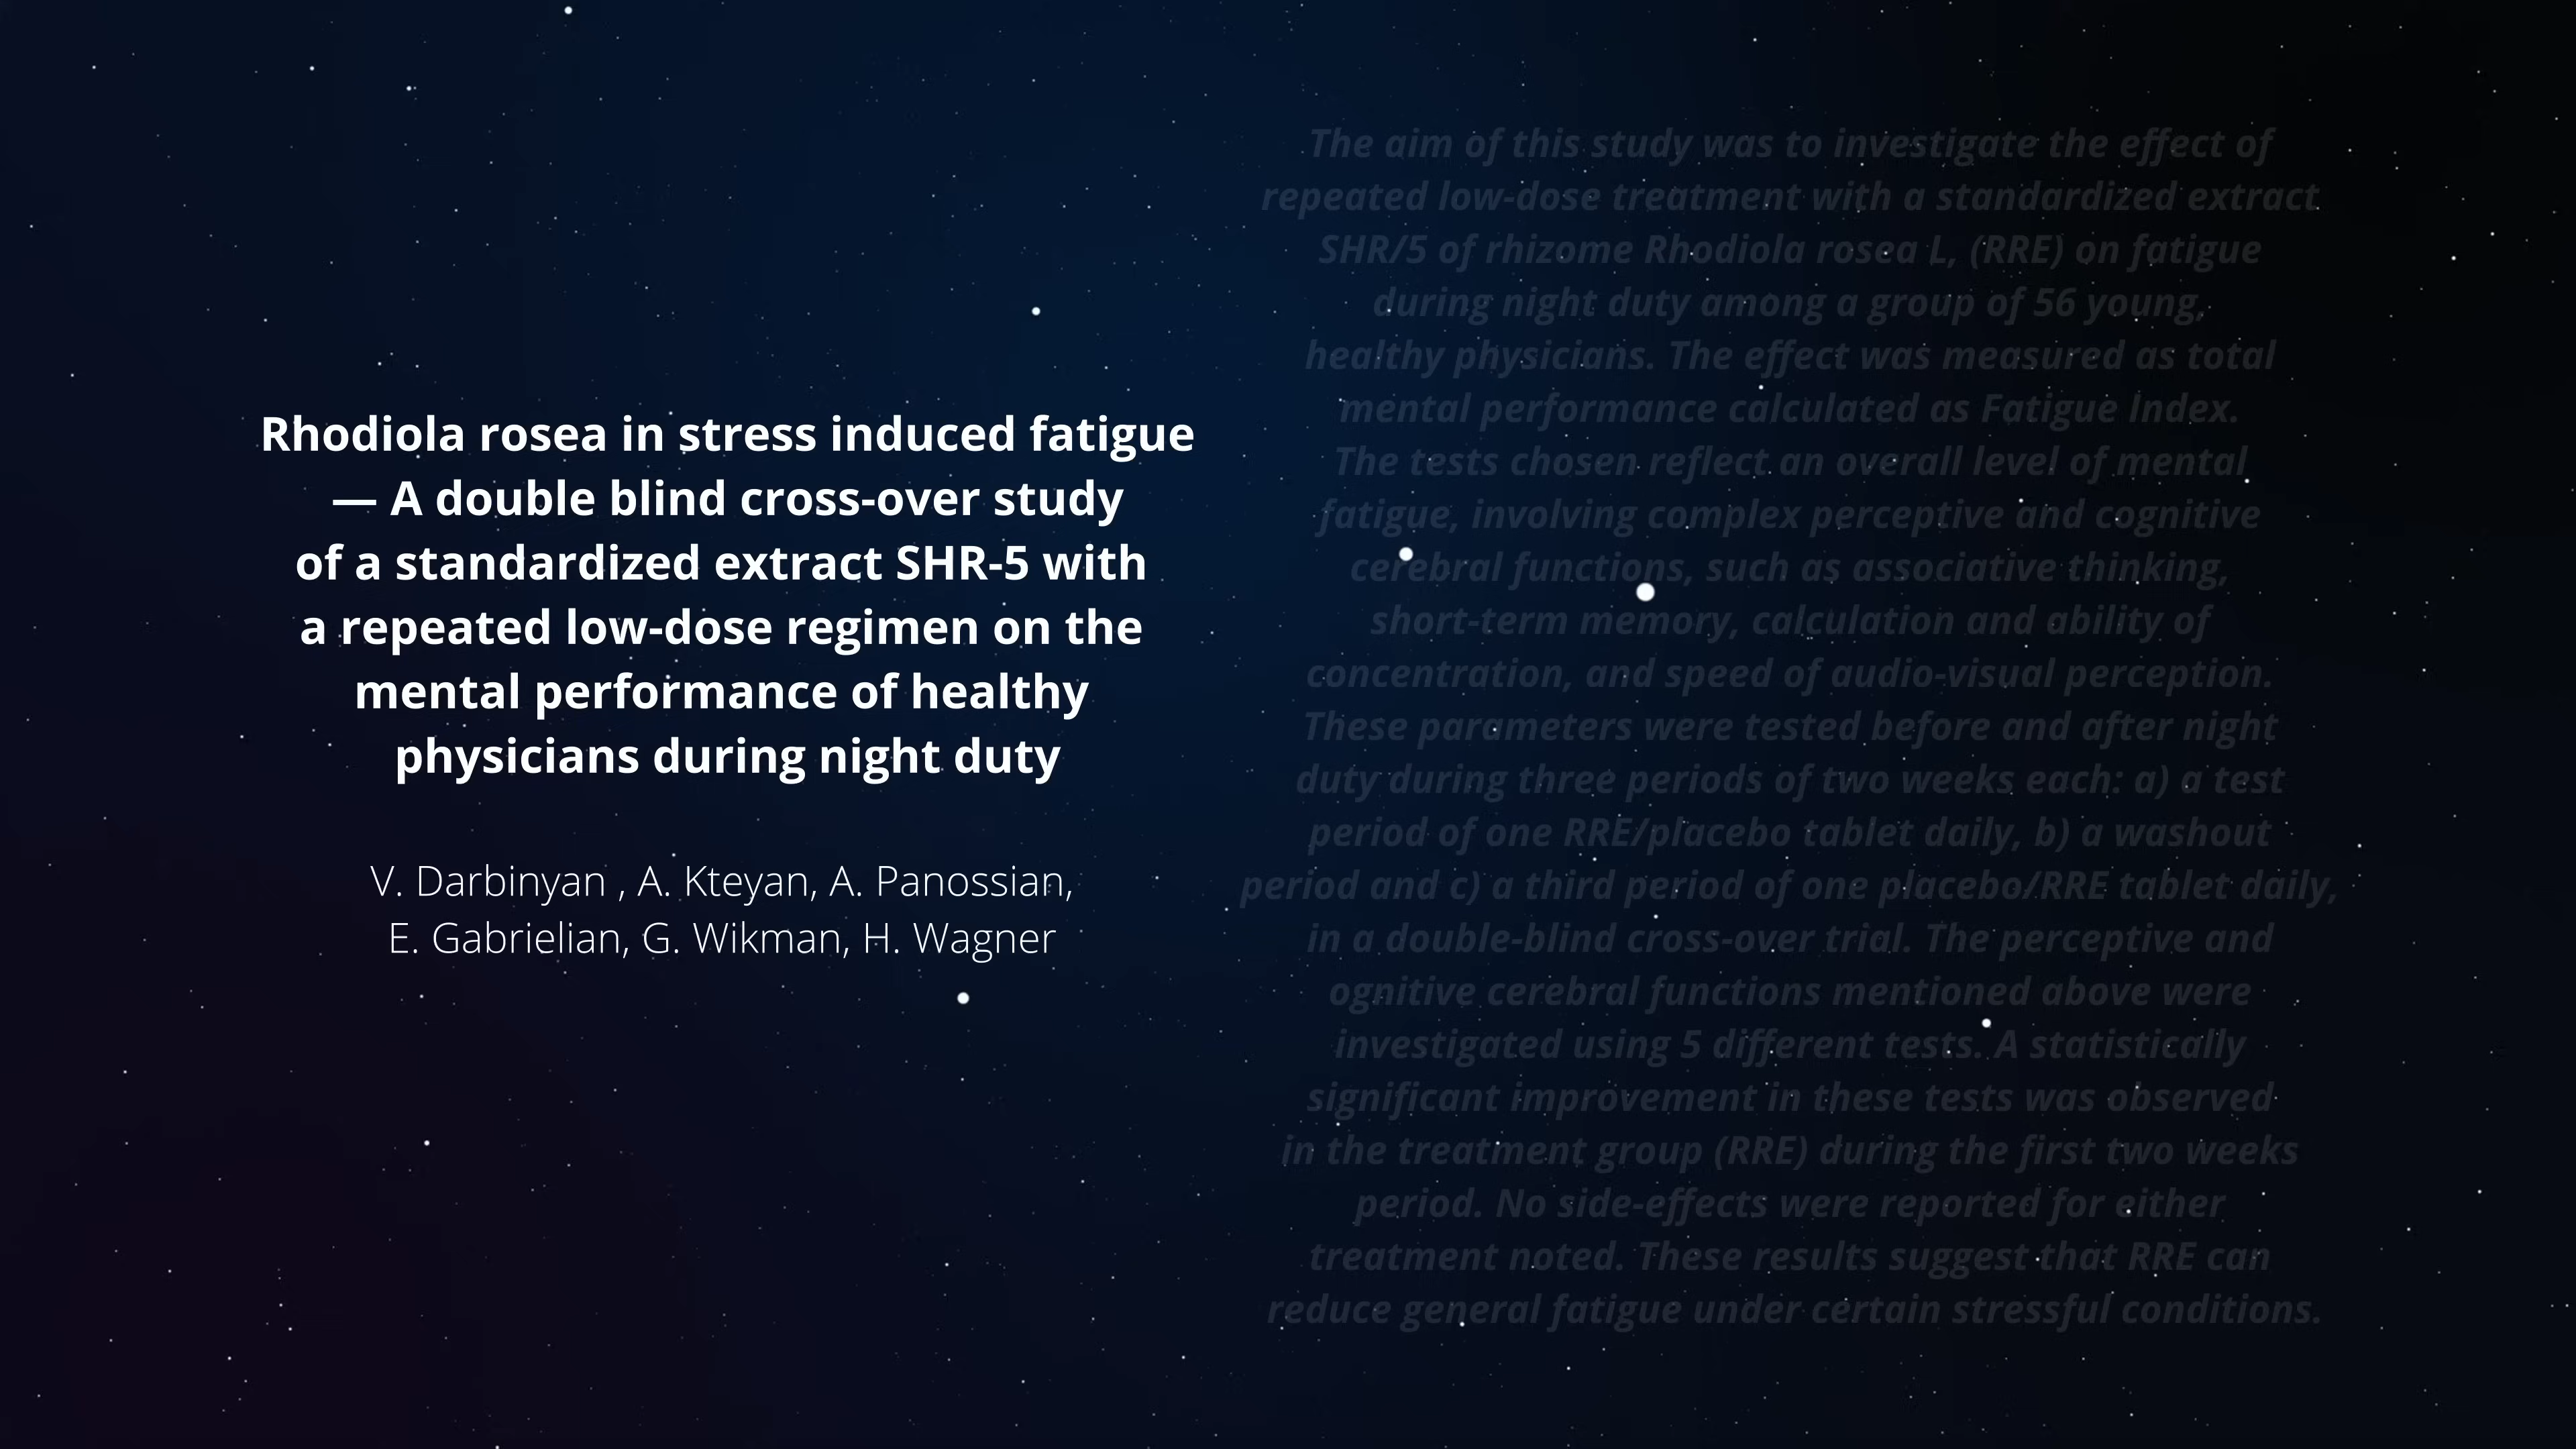 Rhodiola rosea in stress induced fatigue
— A double blind cross-over study
of a standardized extract SHR-5 with
a repeated low-dose regimen on the
mental performance of healthy
physicians during night duty
V. Darbinyan , A. Kteyan, A. Panossian,
E. Gabrielian, G. Wikman, H. Wagner
The aim of this study was to investigate the effect of
repeated low-dose treatment with a standardized extract
SHR/5 of rhizome Rhodiola rosea L, (RRE) on fatigue
during night duty among a group of 56 young,
healthy physicians. The effect was measured as total
mental performance calculated as Fatigue Index.
The tests chosen reflect an overall level of mental
fatigue, involving complex perceptive and cognitive
cerebral functions, such as associative thinking,
short-term memory, calculation and ability of
concentration, and speed of audio-visual perception.
These parameters were tested before and after night
duty during three periods of two weeks each: a) a test
period of one RRE/placebo tablet daily, b) a washout
period and c) a third period of one placebo/RRE tablet daily,
in a double-blind cross-over trial. The perceptive and
ognitive cerebral functions mentioned above were
investigated using 5 different tests. A statistically
significant improvement in these tests was observed
in the treatment group (RRE) during the first two weeks
period. No side-effects were reported for either
treatment noted. These results suggest that RRE can
reduce general fatigue under certain stressful conditions.